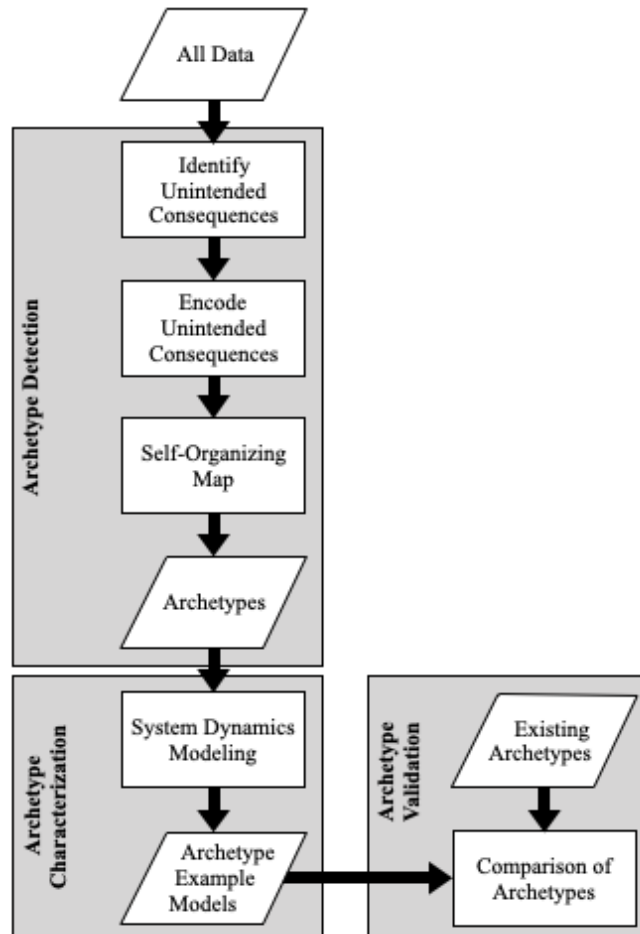 All Data
Archetype Detection
Identify
Unintended
Consequences
Encode
Unintended
Consequences
Self-Organizing
Map
Archetypes
Archetype
Characterization
System Dynamics
Modeling
Archetype
Example
Models
Archetype
Validation
Existing
Archetypes
Comparison of
Archetypes